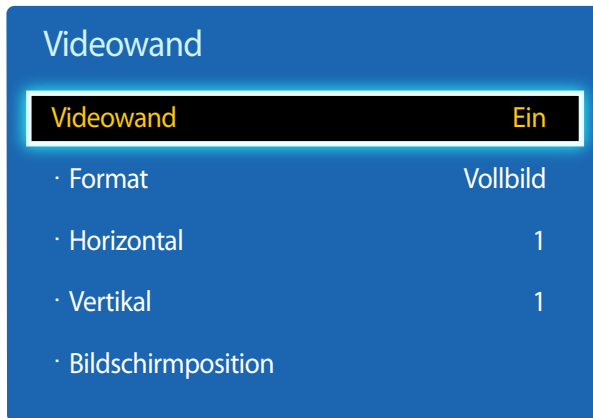 Videowand
Videowand Ein
· Format Vollbild
· Horizontal 1
· Vertikal 1
· Bildschirmposition